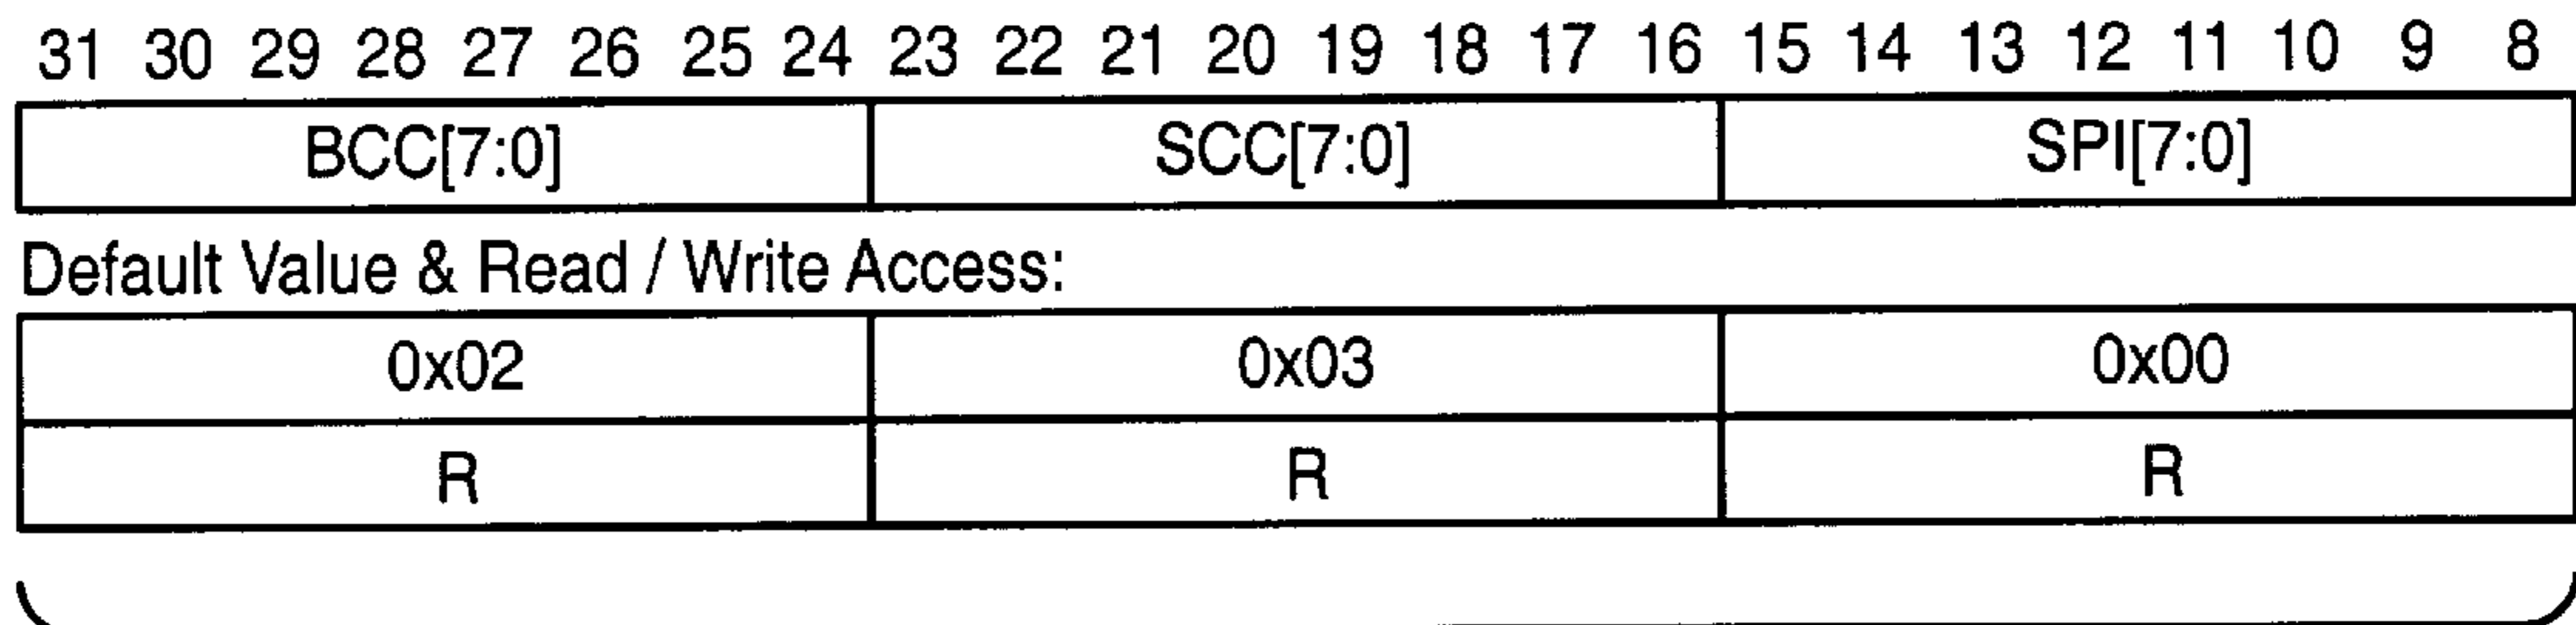 31 30 29 28 27 26 25 24 23 22 21 20 19 18 17 16 15 14 13 12 11 10 9 8
BCC[7:0] SCC[7:0] SPI[7:0]
Default Value & Read / Write Access:
0x02 0x03 0x00
R R R